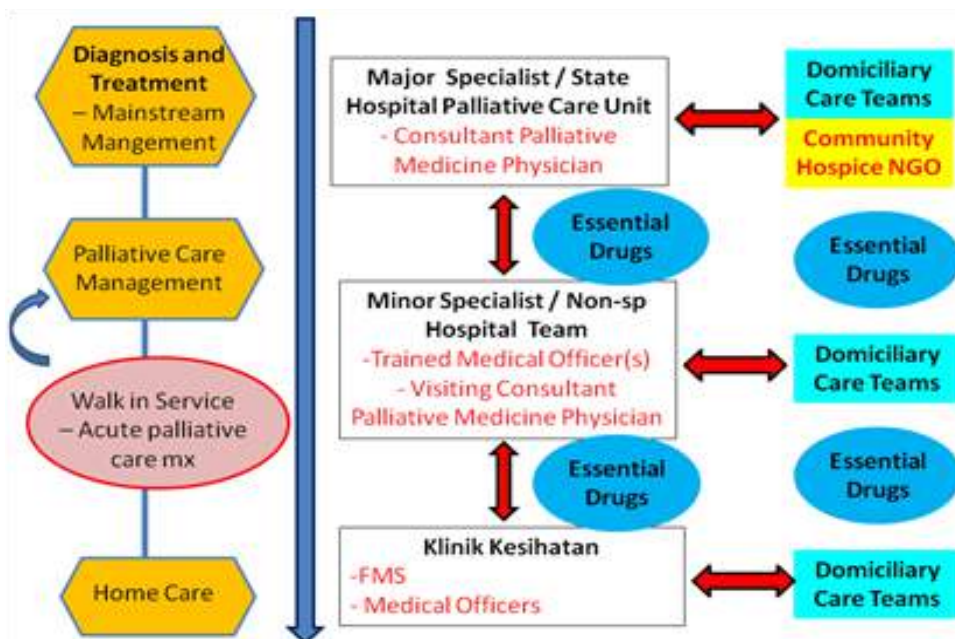 Diagnosis and
Treatment
– Mainstream
Mangement
Palliative Care
Management
Walk in Service
– Acute palliative
care mx
Home Care
Major Specialist / State
Hospital Palliative Care Unit
- Consultant Palliative
Medicine Physician
Essential
Drugs
Minor Specialist / Non-sp
Hospital Team
-Trained Medical Officer(s)
- Visiting Consultant
Palliative Medicine Physician
Essential
Drugs
Klinik Kesihatan
-FMS
- Medical Officers
Domiciliary
Care Teams
Community
Hospice NGO
Essential
Drugs
Domiciliary
Care Teams
Essential
Drugs
Domiciliary
Care Teams